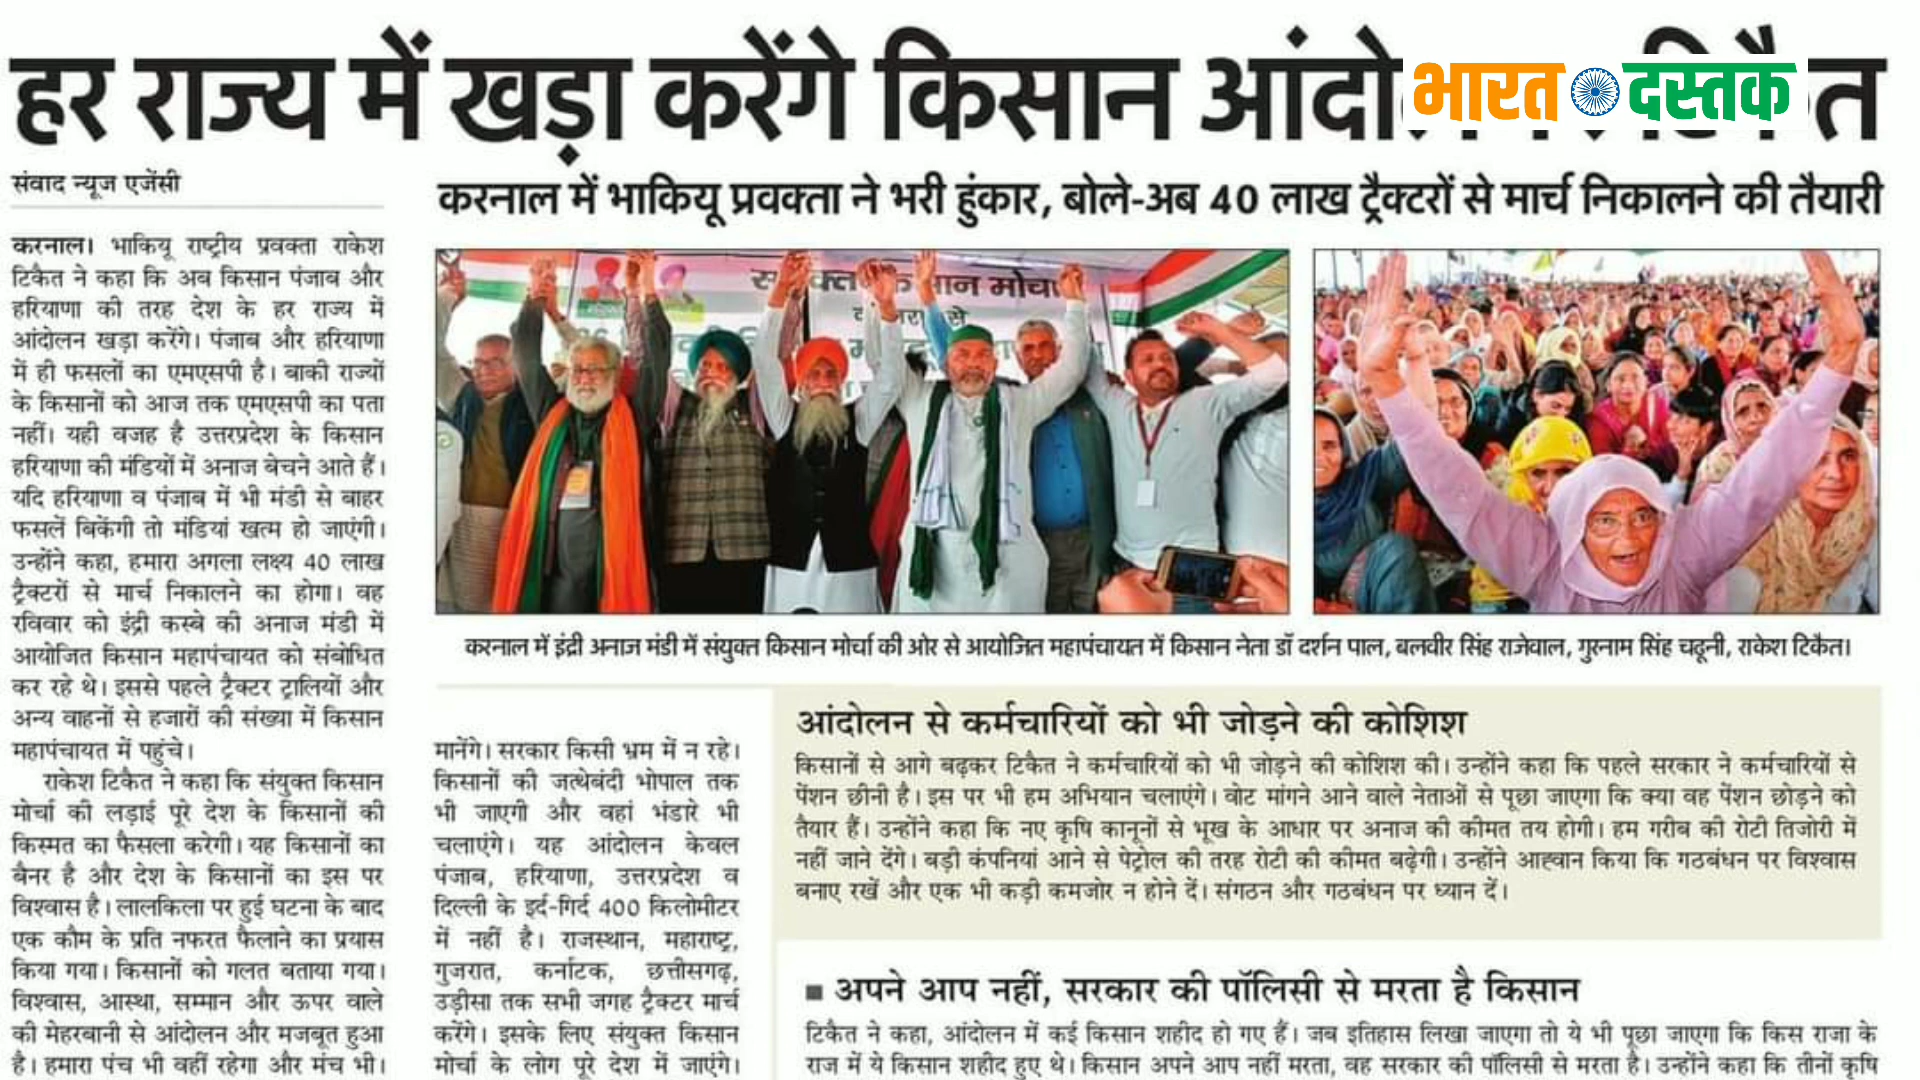 हर राज्य में खड़ा करेंगे किसान
भारत दस्तक
संवाद न्यूज एजेंसी
करनाल में भाकियू प्रवक्ता ने भरी हुंकार, बोले-अब 40 लाख ट्रैक्टरों से मार्च निकालने की तैयारी
करनाल। भाकियू राष्ट्रीय प्रवक्ता राकेश
टिकैत ने कहा कि अब किसान पंजाब और
हरियाणा की तरह देश के हर राज्य में
आंदोलन खड़ा करेंगे। पंजाब और हरियाणा
में ही फसलों का एमएसपी है। बाकी राज्यों
के किसानों को आज तक एमएसपी का पता
नहीं। यही वजह है उत्तरप्रदेश के किसान
हरियाणा की मंडियों में अनाज बेचने आते हैं।
यदि हरियाणा व पंजाब में भी मंडी से बाहर
फसलें बिकेंगी तो मंडियां खत्म हो जाएंगी।
उन्होंने कहा, हमारा अगला लक्ष्य 40 लाख
ट्रैक्टरों से मार्च निकालने का होगा। वह
रविवार को इंद्री कस्बे की अनाज मंडी में
आयोजित किसान महापंचायत को संबोधित
कर रहे थे। इससे पहले ट्रैक्टर ट्रालियों और
अन्य वाहनों से हजारों की संख्या में किसान
महापंचायत में पहुंचे।
राकेश टिकैत ने कहा कि संयुक्त किसान
मोर्चा की लड़ाई पूरे देश के किसानों की
किस्मत का फैसला करेगी। यह किसानों का
बैनर है और देश के किसानों का इस पर
विश्वास है। लालकिला पर हुई घटना के बाद
एक कौम के प्रति नफरत फैलाने का प्रयास
किया गया। किसानों को गलत बताया गया।
विश्वास, आस्था, सम्मान और ऊपर वाले
की मेहरबानी से आंदोलन और मजबूत हुआ
है। हमारा पंच भी वहीं रहेगा और मंच भी।
मोर्चा
करनाल में इंद्री अनाज मंडी में संयुक्त किसान मोर्चा की ओर से आयोजित महापंचायत में किसान नेता डॉ दर्शन पाल, बलवीर सिंह राजेवाल, गुरनाम सिंह चढूनी, राकेश टिकैत।
मानेंगे। सरकार किसी भ्रम में न रहे।
किसानों की जत्थेबंदी भोपाल तक
भी जाएगी और वहां भंडारे भी
चलाएंगे। यह आंदोलन केवल
पंजाब, हरियाणा, उत्तरप्रदेश व
दिल्ली के इर्द-गिर्द 400 किलोमीटर
में नहीं है। राजस्थान, महाराष्ट्र,
गुजरात, कर्नाटक, छत्तीसगढ़,
उड़ीसा तक सभी जगह ट्रैक्टर मार्च
करेंगे। इसके लिए संयुक्त किसान
मोर्चा के लोग पूरे देश में जाएंगे।
आंदोलन से कर्मचारियों को भी जोड़ने की कोशिश
किसानों से आगे बढ़कर टिकैत ने कर्मचारियों को भी जोड़ने की कोशिश की। उन्होंने कहा कि पहले सरकार ने कर्मचारियों से
पेंशन छीनी है। इस पर भी हम अभियान चलाएंगे। वोट मांगने आने वाले नेताओं से पूछा जाएगा कि क्या वह पेंशन छोड़ने को
तैयार हैं। उन्होंने कहा कि नए कृषि कानूनों से भूख के आधार पर अनाज की कीमत तय होगी। हम गरीब की रोटी तिजोरी में
नहीं जाने देंगे। बड़ी कंपनियां आने से पेट्रोल की तरह रोटी की कीमत बढ़ेगी। उन्होंने आह्वान किया कि गठबंधन पर विश्वास
बनाए रखें और एक भी कड़ी कमजोर न होने दें। संगठन और गठबंधन पर ध्यान दें।
■ अपने आप नहीं, सरकार की पॉलिसी से मरता है किसान
टिकैत ने कहा, आंदोलन में कई किसान शहीद हो गए हैं। जब इतिहास लिखा जाएगा तो ये भी पूछा जाएगा कि किस राजा के
राज में ये किसान शहीद हुए थे। किसान अपने आप नहीं मरता, वह सरकार की पॉलिसी से मरता है। उन्होंने कहा कि तीनों कृषि